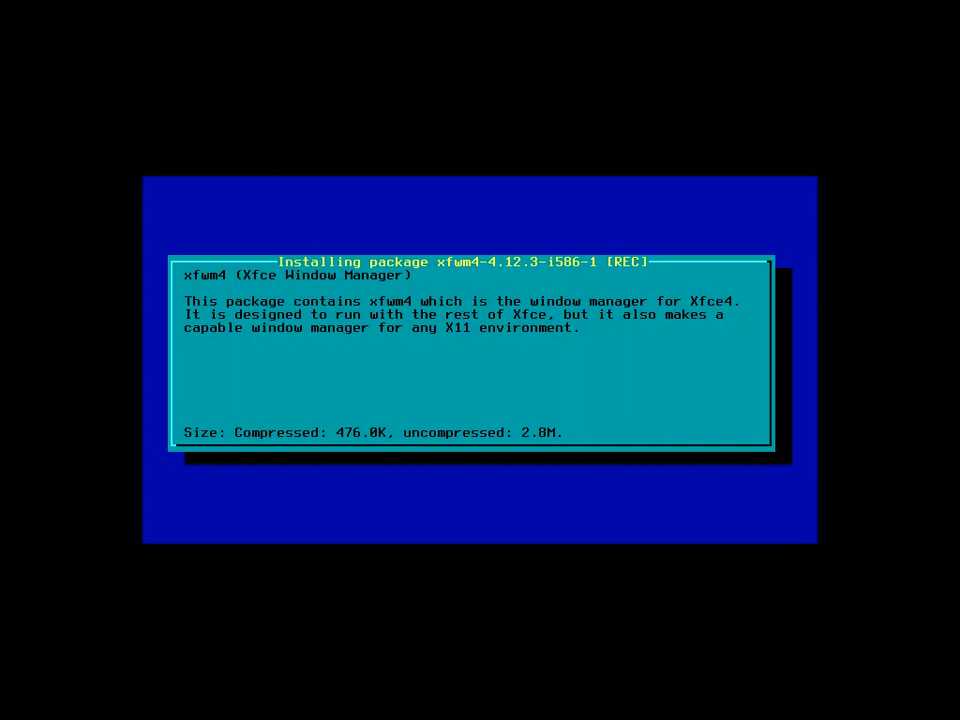 Installing package xfwm4-4.12.3-i586-1 [REC]
xfwm4 (Xfce Window Manager)
This package contains xfwm4 which is the window manager for Xfce4.
It is designed to run with the rest of Xfce, but it also makes a
capable window manager for any X11 environment.
Size: Compressed: 476.0K, uncompressed: 2.8M.